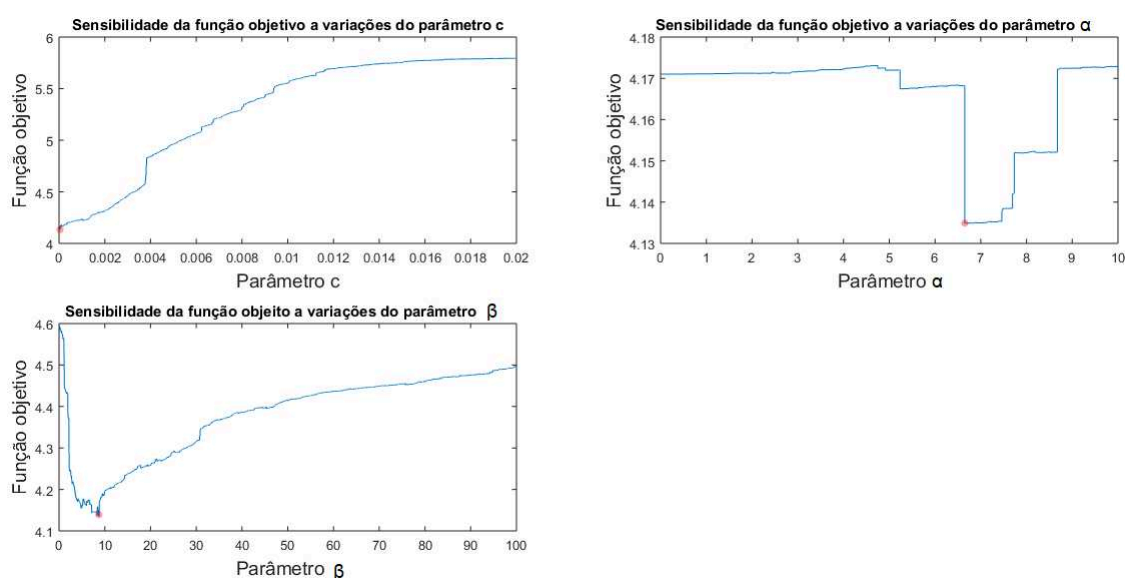 Sensibilidade da função objetivo a variações do parâmetro c
6
5.5
5
4.5
4
Função objetivo
0 0.002 0.004 0.006 0.008 0.01 0.012 0.014 0.016 0.018 0.02
Parâmetro c
Sensibilidade da função objetivo a variações do parâmetro α
4.18
4.17
4.16
4.15
4.14
4.13
Função objetivo
0 1 2 3 4 5 6 7 8 9 10
Parâmetro α
Sensibilidade da função objeito a variações do parâmetro β
4.6
4.5
4.4
4.3
4.2
4.1
Função objetivo
0 10 20 30 40 50 60 70 80 90 100
Parâmetro β